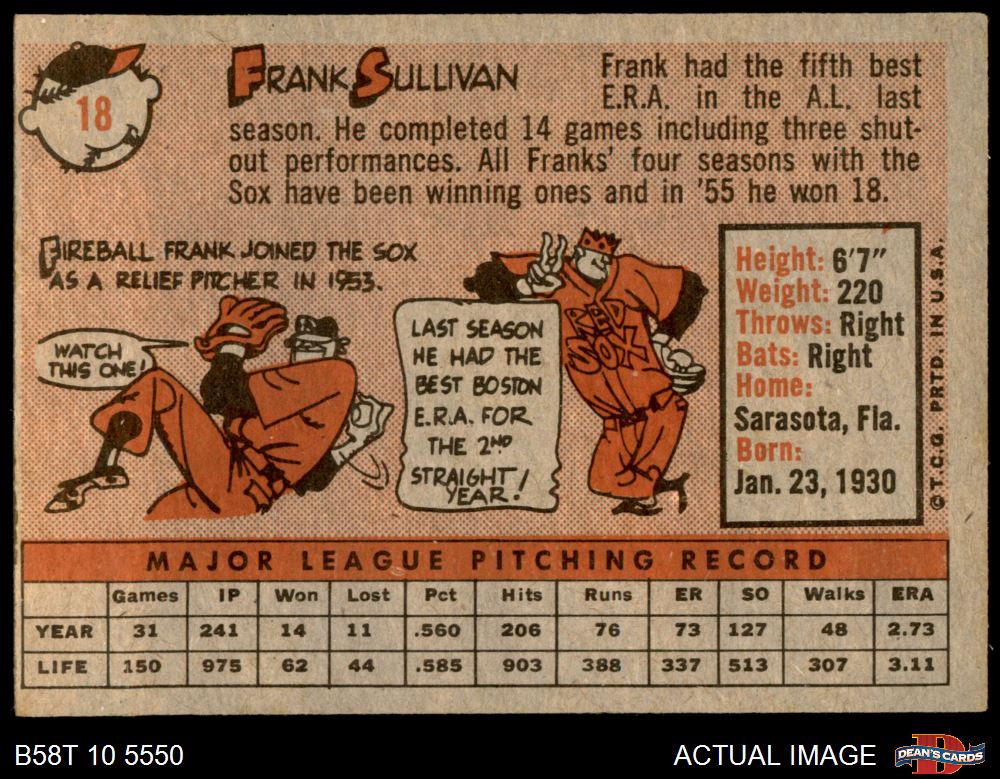 18
FRANK SULLIVAN
Frank had the fifth best
E.R.A. in the A.L. last
season. He completed 14 games including three shut-
out performances. All Franks' four seasons with the
Sox have been winning ones and in '55 he won 18.
FIREBALL FRANK JOINED THE SOX
AS A RELIEF PITCHER IN 1953.
WATCH
THIS ONE!
LAST SEASON
HE HAD THE
BEST BOSTON
E.R.A. FOR
THE 2ND
STRAIGHT
YEAR!
RED
SOX
Height: 6'7"
Weight: 220
Throws: Right
Bats: Right
Home:
Sarasota, Fla.
Born:
Jan. 23, 1930
©T.C.G. PRTD. IN U.S.A.
MAJOR LEAGUE PITCHING RECORD
Games IP Won Lost Pct Hits Runs ER SO Walks ERA
YEAR 31 241 14 11 .560 206 76 73 127 48 2.73
LIFE 150 975 62 44 .585 903 388 337 513 307 3.11
B58T 10 5550
ACTUAL IMAGE
D
DEAN'S CARDS